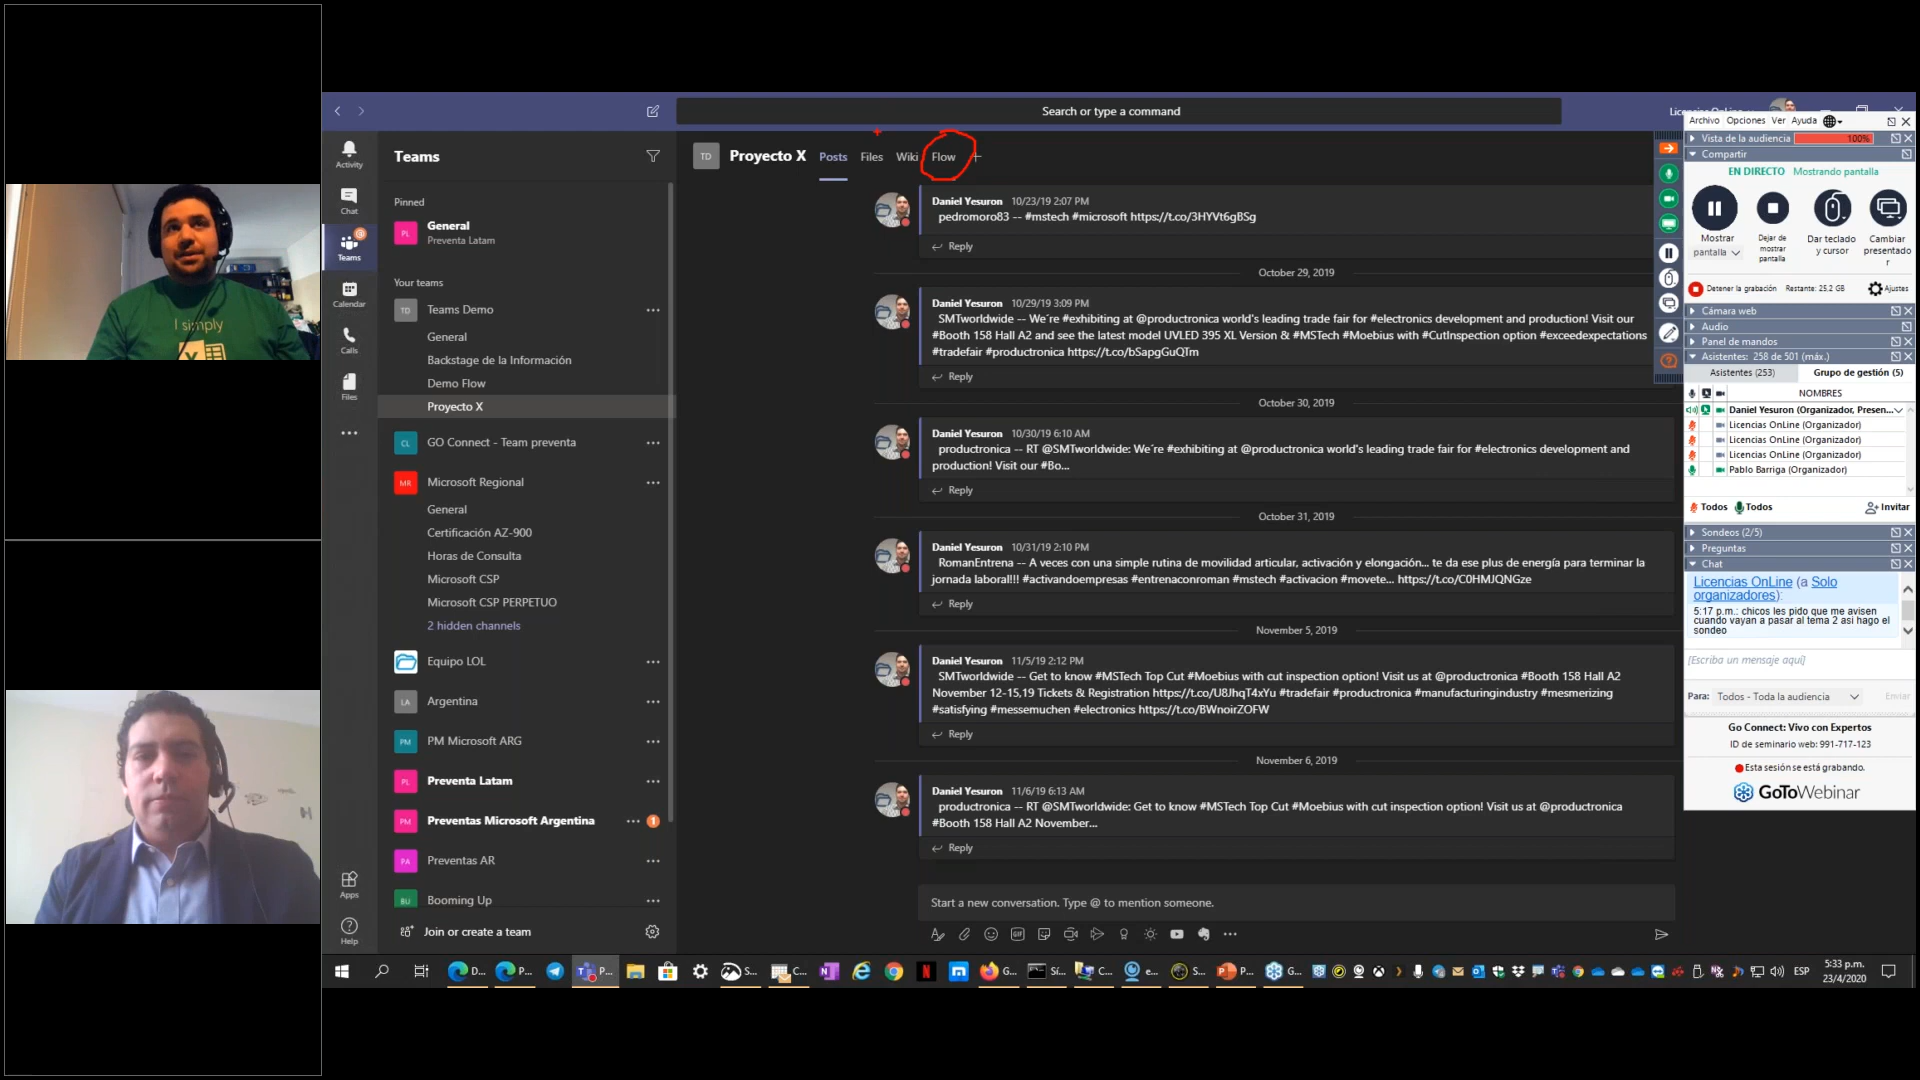 I simply
X
Search or type a command
Activity
Chat
Teams
Calendar
Calls
Files
Apps
Help
Teams
Pinned
PL General
Preventa Latam
Your teams
TD Teams Demo
General
Backstage de la Información
Demo Flow
Proyecto X
CL GO Connect - Team preventa
MR Microsoft Regional
General
Certificación AZ-900
Horas de Consulta
Microsoft CSP
Microsoft CSP PERPETUO
2 hidden channels
Equipo LOL
LA Argentina
PM PM Microsoft ARG
PL Preventa Latam
PM Preventas Microsoft Argentina 1
PA Preventas AR
BU Booming Up
Join or create a team
TD Proyecto X Posts Files Wiki Flow +
Daniel Yesuron 10/23/19 2:07 PM
pedromoro83 -- #mstech #microsoft https://t.co/3HYVt6gBSg
Reply
October 29, 2019
Daniel Yesuron 10/29/19 3:09 PM
SMTworldwide -- We´re #exhibiting at @productronica world's leading trade fair for #electronics development and production! Visit our
#Booth 158 Hall A2 and see the latest model UVLED 395 XL Version & #MSTech #Moebius with #CutInspection option #exceedexpectations
#tradefair #productronica https://t.co/bSapgGuQTm
Reply
October 30, 2019
Daniel Yesuron 10/30/19 6:10 AM
productronica -- RT @SMTworldwide: We´re #exhibiting at @productronica world's leading trade fair for #electronics development and
production! Visit our #Bo...
Reply
October 31, 2019
Daniel Yesuron 10/31/19 2:10 PM
RomanEntrena -- A veces con una simple rutina de movilidad articular, activación y elongación... te da ese plus de energía para terminar la
jornada laboral!!! #activandoempresas #entrenaconroman #mstech #activacion #movete... https://t.co/C0HMJQNGze
Reply
November 5, 2019
Daniel Yesuron 11/5/19 2:12 PM
SMTworldwide -- Get to know #MSTech Top Cut #Moebius with cut inspection option! Visit us at @productronica #Booth 158 Hall A2
November 12-15,19 Tickets & Registration https://t.co/U8JhqT4xYu #tradefair #productronica #manufacturingindustry #mesmerizing
#satisfying #messemuchen #electronics https://t.co/BWnoirZOFW
Reply
November 6, 2019
Daniel Yesuron 11/6/19 6:13 AM
productronica -- RT @SMTworldwide: Get to know #MSTech Top Cut #Moebius with cut inspection option! Visit us at @productronica
#Booth 158 Hall A2 November...
Reply
Start a new conversation. Type @ to mention someone.
GIF
Archivo Opciones Ver Ayuda
Vista de la audiencia 100%
Compartir
EN DIRECTO Mostrando pantalla
Mostrar pantalla
Dejar de mostrar pantalla
Dar teclado y cursor
Cambiar presentador
Detener la grabación Restante: 25,2 GB Ajustes
Cámara web
Audio
Panel de mandos
Asistentes: 258 de 501 (máx.)
Asistentes (253) Grupo de gestión (5)
NOMBRES
Daniel Yesuron (Organizador, Presen...
Licencias OnLine (Organizador)
Licencias OnLine (Organizador)
Licencias OnLine (Organizador)
Pablo Barriga (Organizador)
Todos Todos Invitar
Sondeos (2/5)
Preguntas
Chat
Licencias OnLine (a Solo
organizadores):
5:17 p.m.: chicos les pido que me avisen
cuando vayan a pasar al tema 2 asi hago el
sondeo
[Escriba un mensaje aquí]
Para: Todos - Toda la audiencia Enviar
Go Connect: Vivo con Expertos
ID de seminario web: 991-717-123
Esta sesión se está grabando.
GoToWebinar
D... P... P... S... C... G... Sí... C... e... S... P... G... ESP 5:33 p.m.
23/4/2020